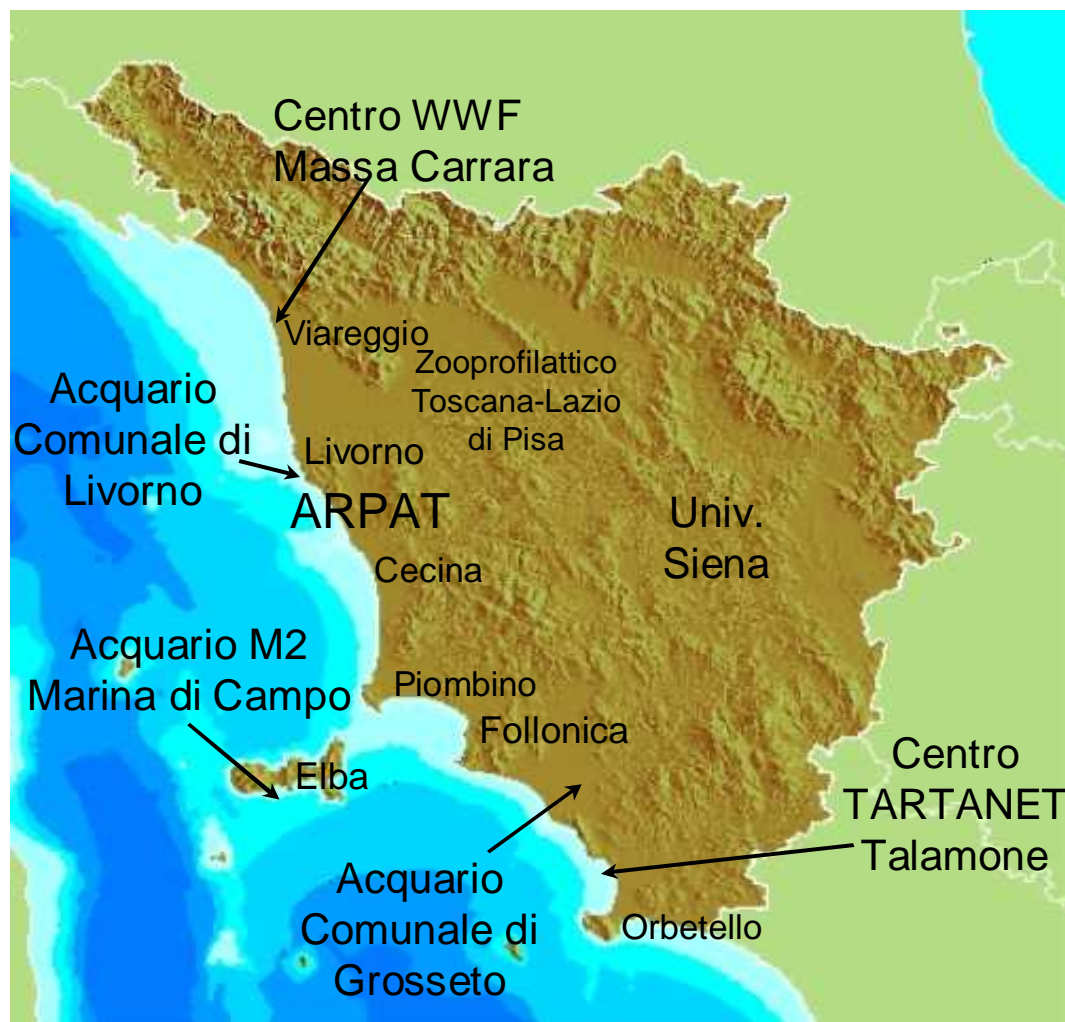 Centro WWF
Massa Carrara
Viareggio
Zooprofilattico
Toscana-Lazio
di Pisa
Acquario
Comunale di
Livorno
Livorno
ARPAT
Univ.
Siena
Cecina
Acquario M2
Marina di Campo
Piombino
Follonica
Elba
Centro
TARTANET
Talamone
Acquario
Comunale di
Grosseto
Orbetello